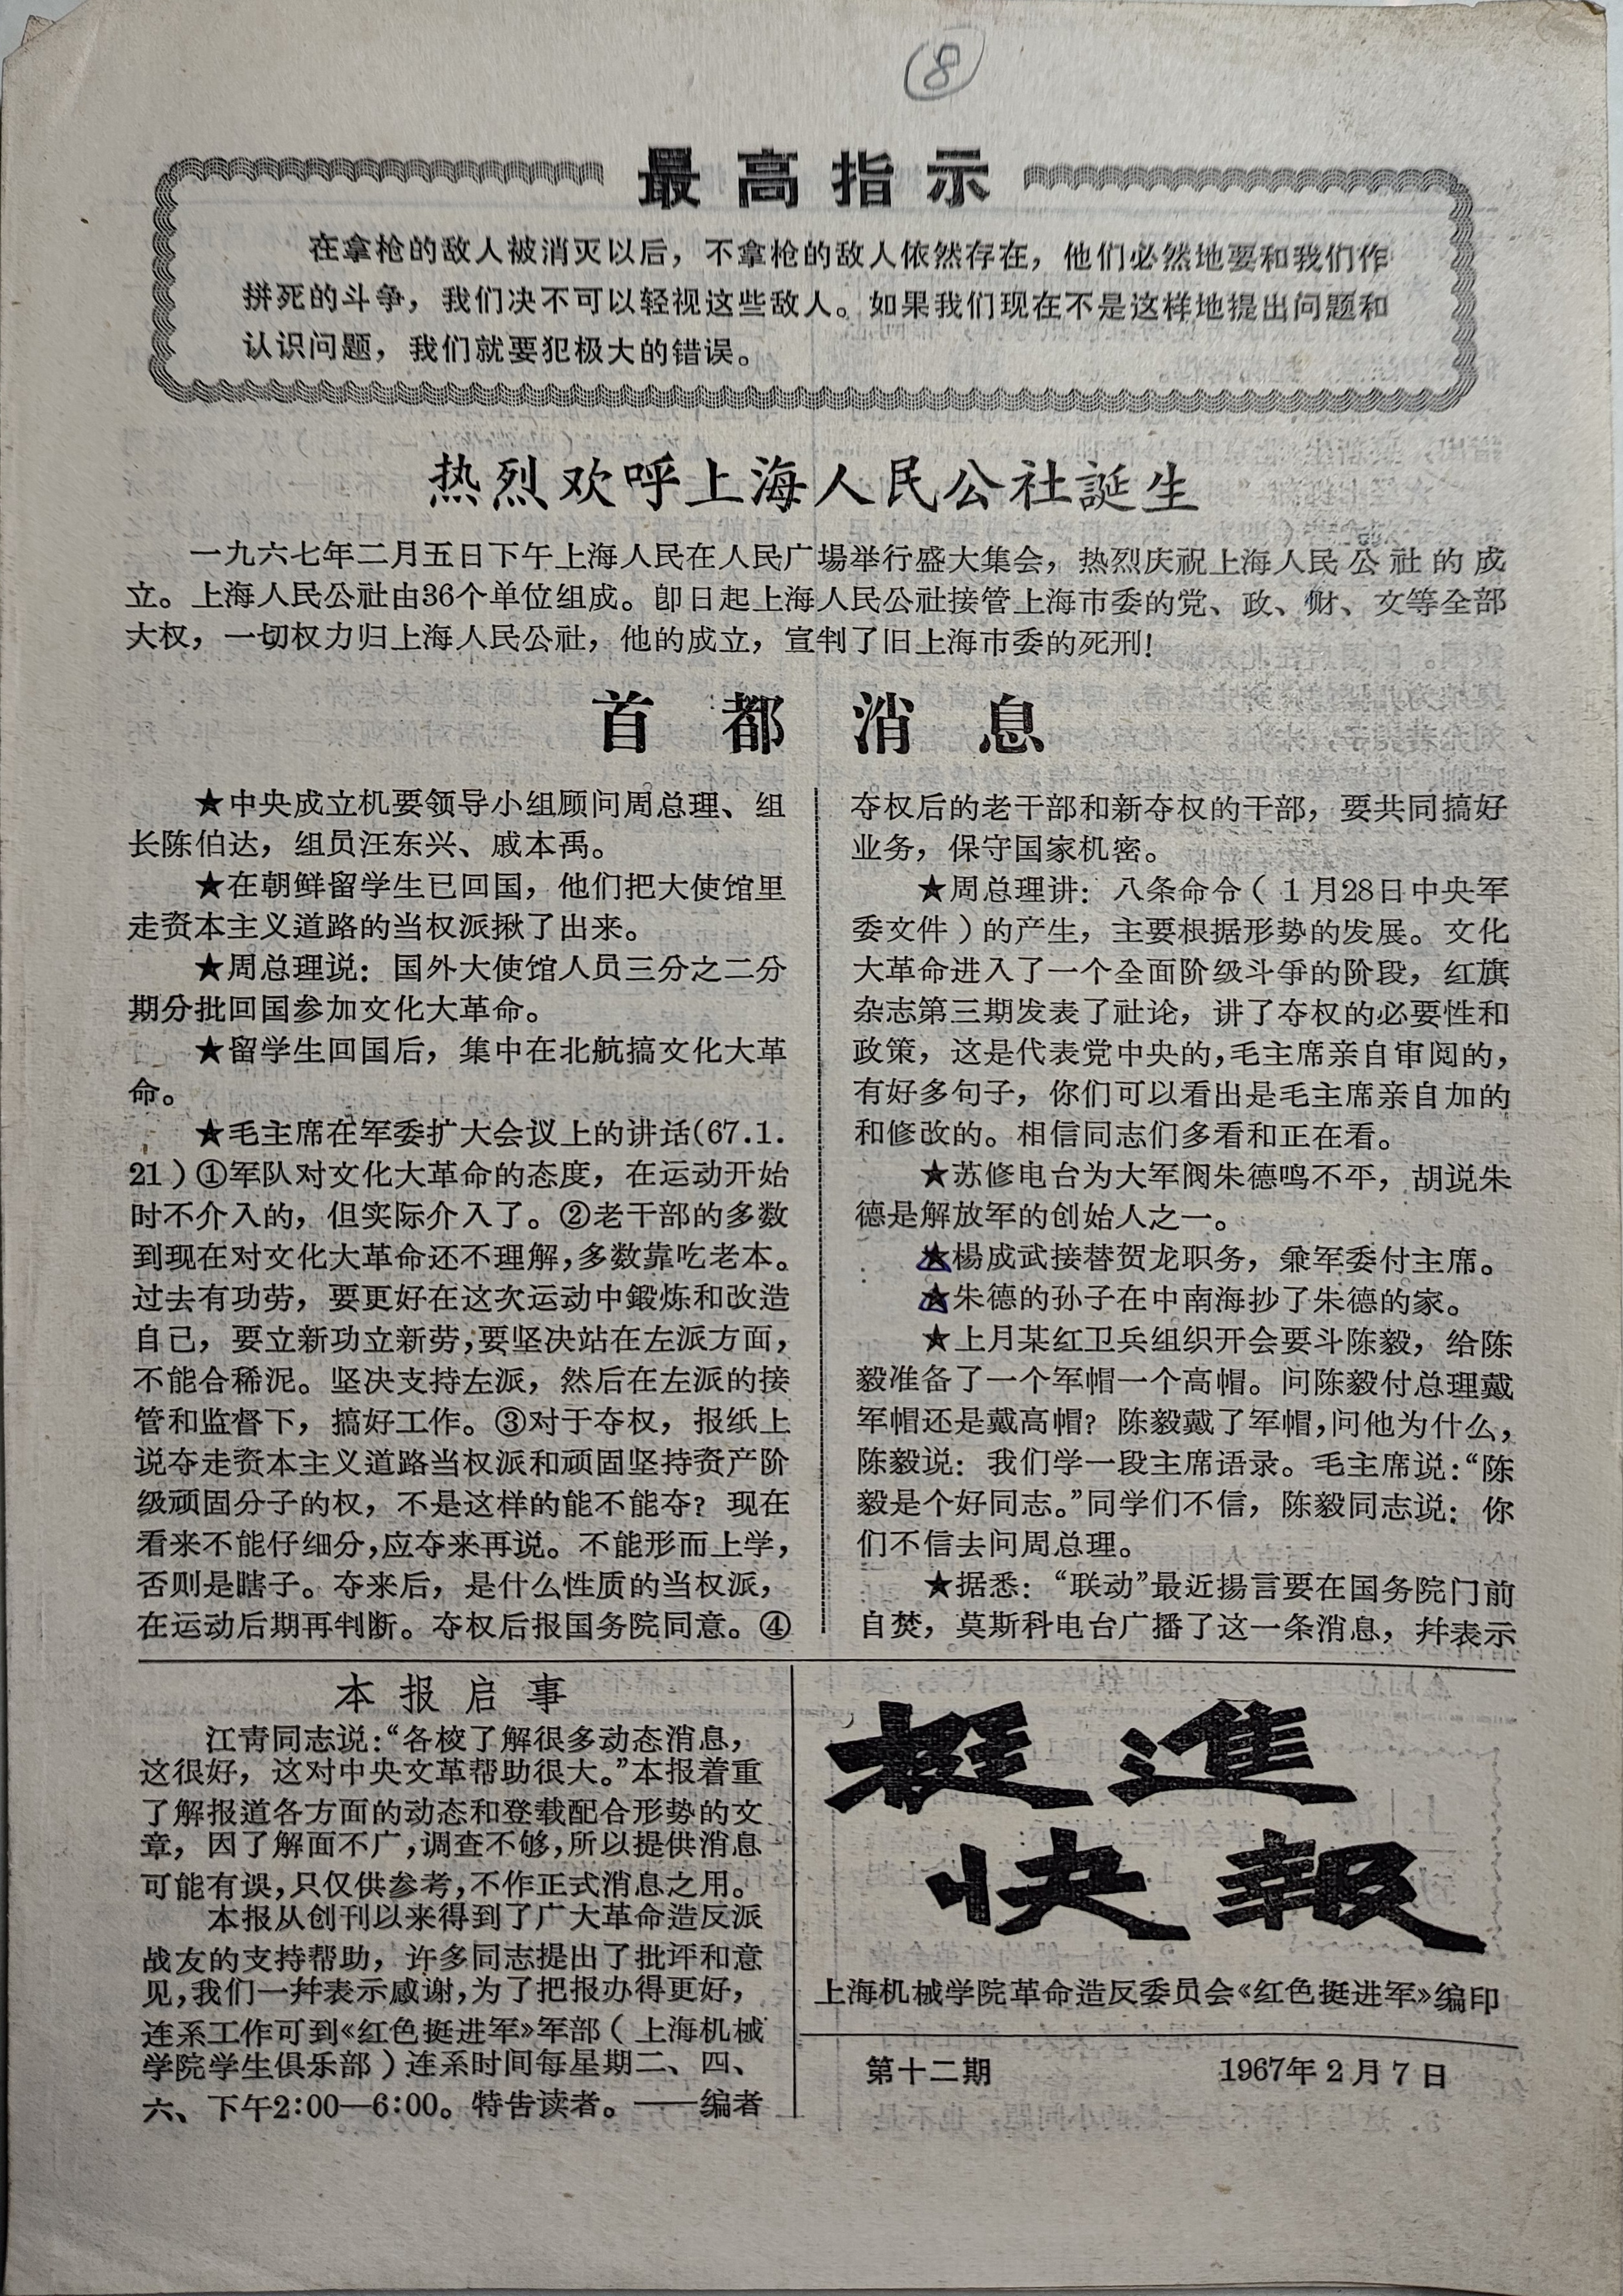 8
最高指示
在拿枪的敌人被消灭以后，不拿枪的敌人依然存在，他们必然地要和我们作
拼死的斗争，我们决不可以轻视这些敌人。如果我们现在不是这样地提出问题和
认识问题，我们就要犯极大的错误。
热烈欢呼上海人民公社誕生
一九六七年二月五日下午上海人民在人民广場举行盛大集会，热烈庆祝上海人民公社的成
立。上海人民公社由36个单位组成。卽日起上海人民公社接管上海市委的党、政、财、文等全部
大权，一切权力归上海人民公社，他的成立，宣判了旧上海市委的死刑！
首都消息
★中央成立机要领导小组顾问周总理、组
长陈伯达，组员汪东兴、戚本禹。
★在朝鲜留学生已回国，他们把大使馆里
走资本主义道路的当权派揪了出来。
★周总理说：国外大使馆人员三分之二分
期分批回国参加文化大革命。
★留学生回国后，集中在北航搞文化大革
命。
★毛主席在军委扩大会议上的讲话(67.1.
21）①军队对文化大革命的态度，在运动开始
时不介入的，但实际介入了。②老干部的多数
到现在对文化大革命还不理解，多数靠吃老本。
过去有功劳，要更好在这次运动中鍛炼和改造
自己，要立新功立新劳，要坚决站在左派方面，
不能合稀泥。坚决支持左派，然后在左派的接
管和监督下，搞好工作。③对于夺权，报纸上
说夺走资本主义道路当权派和顽固坚持资产阶
级顽固分子的权，不是这样的能不能夺？现在
看来不能仔细分，应夺来再说。不能形而上学，
否则是瞎子。夺来后，是什么性质的当权派，
在运动后期再判断。夺权后报国务院同意。④
夺权后的老干部和新夺权的干部，要共同搞好
业务，保守国家机密。
★周总理讲：八条命令（1月28日中央军
委文件）的产生，主要根据形势的发展。文化
大革命进入了一个全面阶级斗爭的阶段，红旗
杂志第三期发表了社论，讲了夺权的必要性和
政策，这是代表党中央的，毛主席亲自审阅的，
有好多句子，你们可以看出是毛主席亲自加的
和修改的。相信同志们多看和正在看。
★苏修电台为大军阀朱德鸣不平，胡说朱
德是解放军的创始人之一。
★楊成武接替贺龙职务，兼军委付主席。
★朱德的孙子在中南海抄了朱德的家。
★上月某红卫兵组织开会要斗陈毅，给陈
毅准备了一个军帽一个高帽。问陈毅付总理戴
军帽还是戴高帽？陈毅戴了军帽，问他为什么，
陈毅说：我们学一段主席语录。毛主席说：“陈
毅是个好同志。”同学们不信，陈毅同志说：你
们不信去问周总理。
★据悉：“联动”最近揚言要在国务院门前
自焚，莫斯科电台广播了这一条消息，幷表示
本报启事
江青同志说：“各校了解很多动态消息，
这很好，这对中央文革帮助很大。”本报着重
了解报道各方面的动态和登载配合形势的文
章，因了解面不广，调查不够，所以提供消息
可能有误，只仅供参考，不作正式消息之用。
本报从创刊以来得到了广大革命造反派
战友的支持帮助，许多同志提出了批评和意
见，我们一幷表示感谢，为了把报办得更好，
连系工作可到《红色挺进军》军部（上海机械
学院学生俱乐部）连系时间每星期二、四、
六、下午2:00—6:00。特告读者。——编者
挺進
快報
上海机械学院革命造反委员会《红色挺进军》编印
第十二期 1967年2月7日